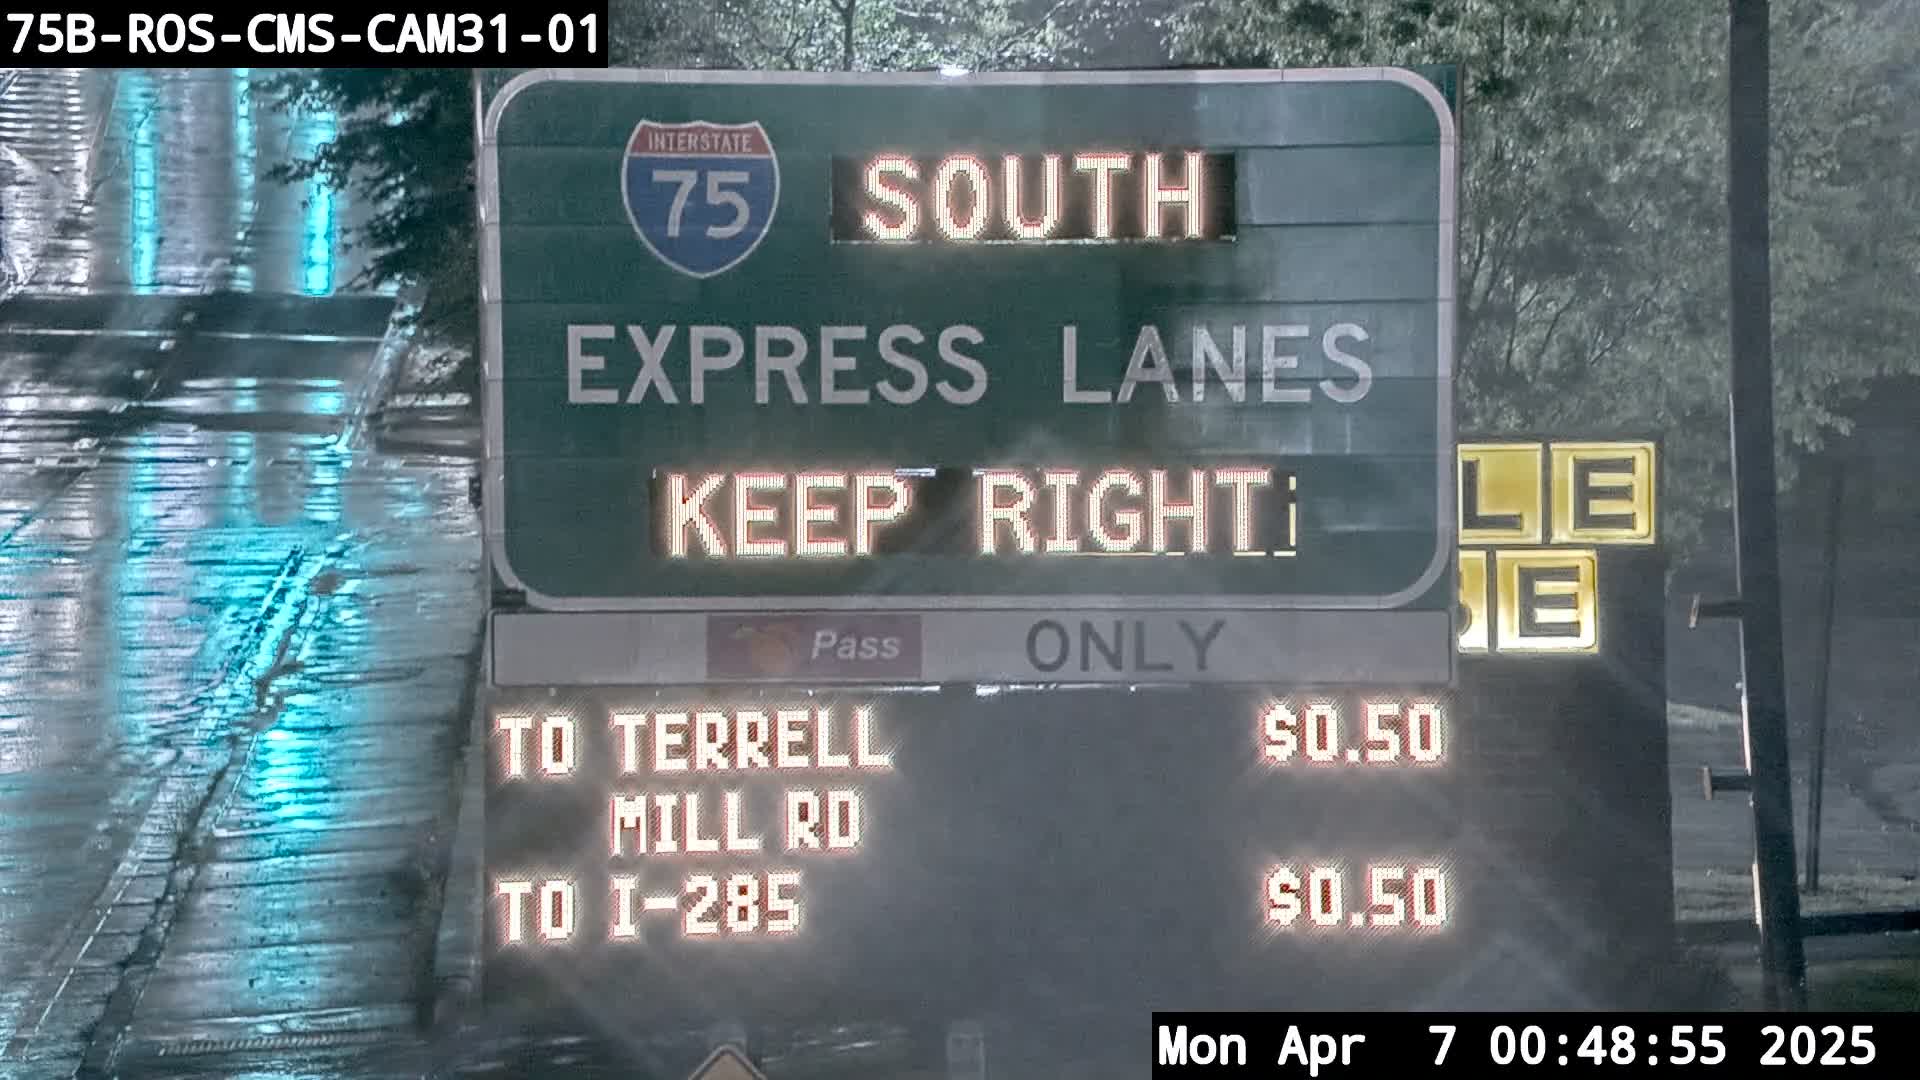 75B-ROS-CMS-CAM31-01
INTERSTATE
75
SOUTH
EXPRESS LANES
KEEP RIGHT
Pass ONLY
LE
E
TO TERRELL $0.50
MILL RD
TO I-285 $0.50
Mon Apr 7 00:48:55 2025